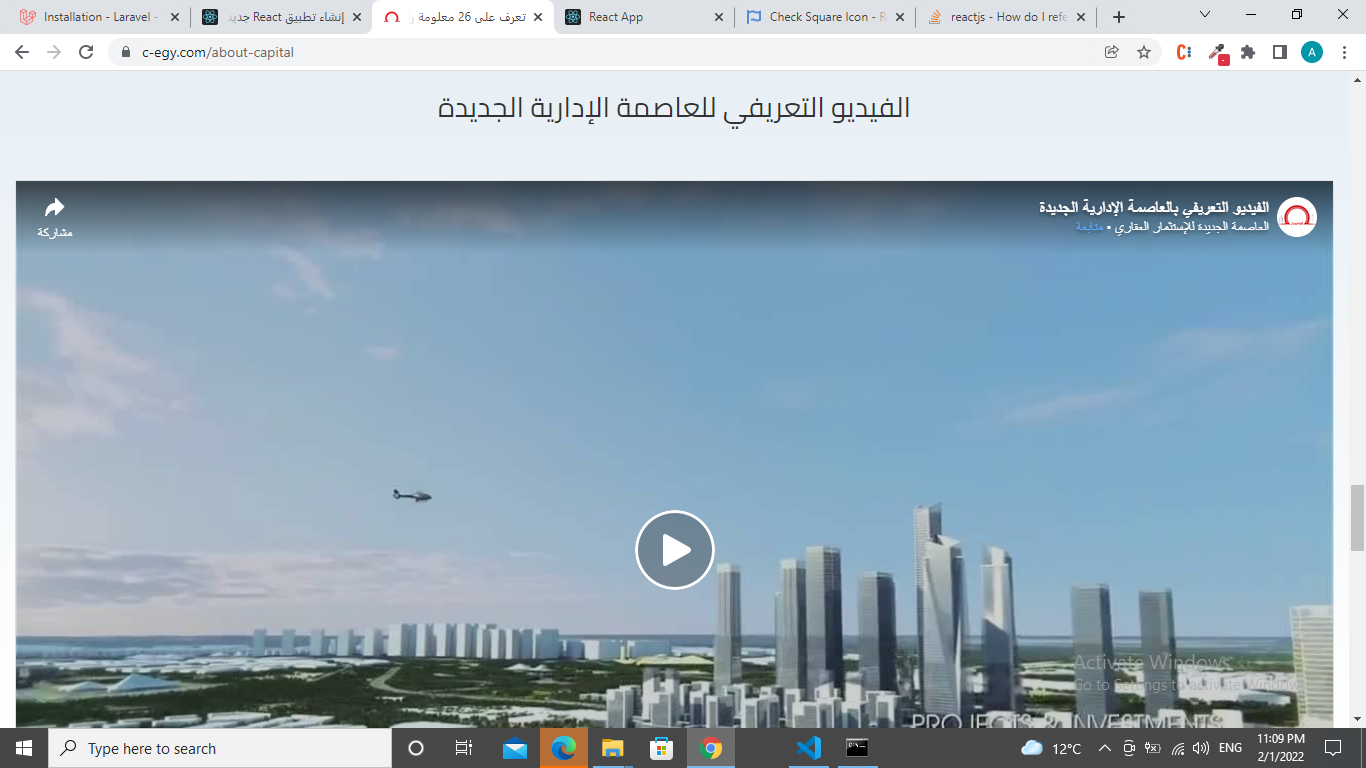 Installation - Laravel -
إنشاء تطبيق React جديد
تعرف على 26 معلومة
React App
Check Square Icon - R
reactjs - How do I refe
c-egy.com/about-capital
A
الفيديو التعريفي للعاصمة الإدارية الجديدة
الفيديو التعريفي بالعاصمة الإدارية الجديدة
العاصمة الجديدة للإستثمار العقاري • متابعة
مشاركة
Activate Windows
Go to Settings to activate Windows.
PROJECTS & INVESTMENTS
Type here to search
12°C
ENG
11:09 PM
2/1/2022